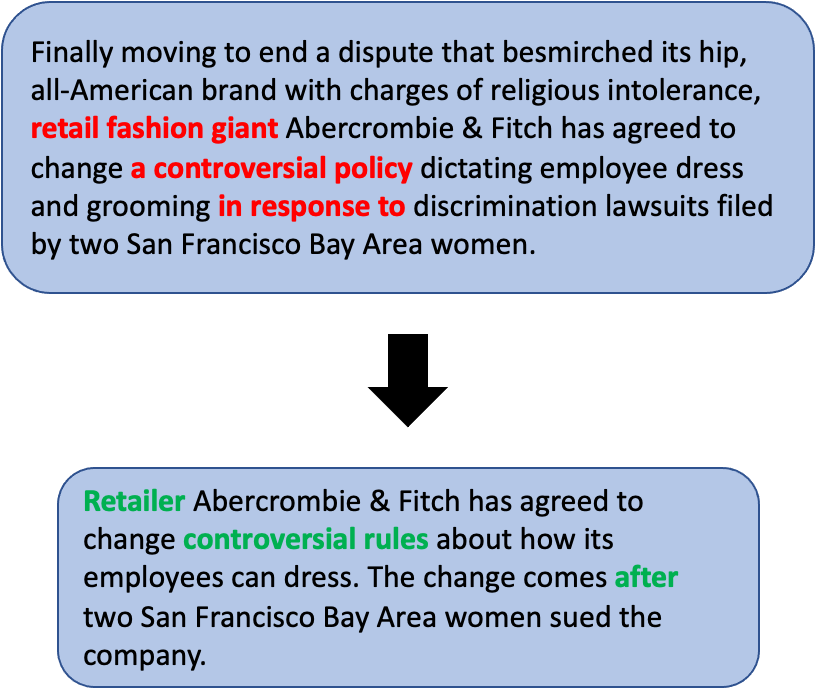 Finally moving to end a dispute that besmirched its hip,
all-American brand with charges of religious intolerance,
retail fashion giant Abercrombie & Fitch has agreed to
change a controversial policy dictating employee dress
and grooming in response to discrimination lawsuits filed
by two San Francisco Bay Area women.
Retailer Abercrombie & Fitch has agreed to
change controversial rules about how its
employees can dress. The change comes after
two San Francisco Bay Area women sued the
company.